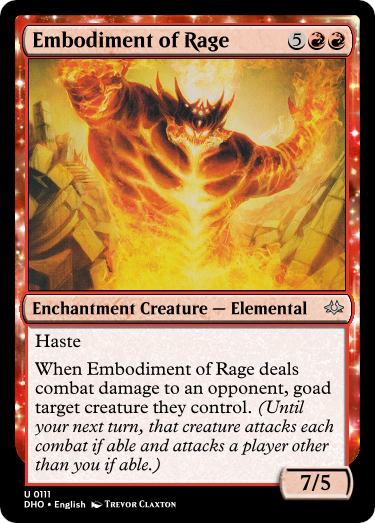 Embodiment of Rage 5
Enchantment Creature — Elemental
Haste
When Embodiment of Rage deals
combat damage to an opponent, goad
target creature they control. (Until
your next turn, that creature attacks each
combat if able and attacks a player other
than you if able.)
7/5
U 0111
DHO • English Trevor Claxton